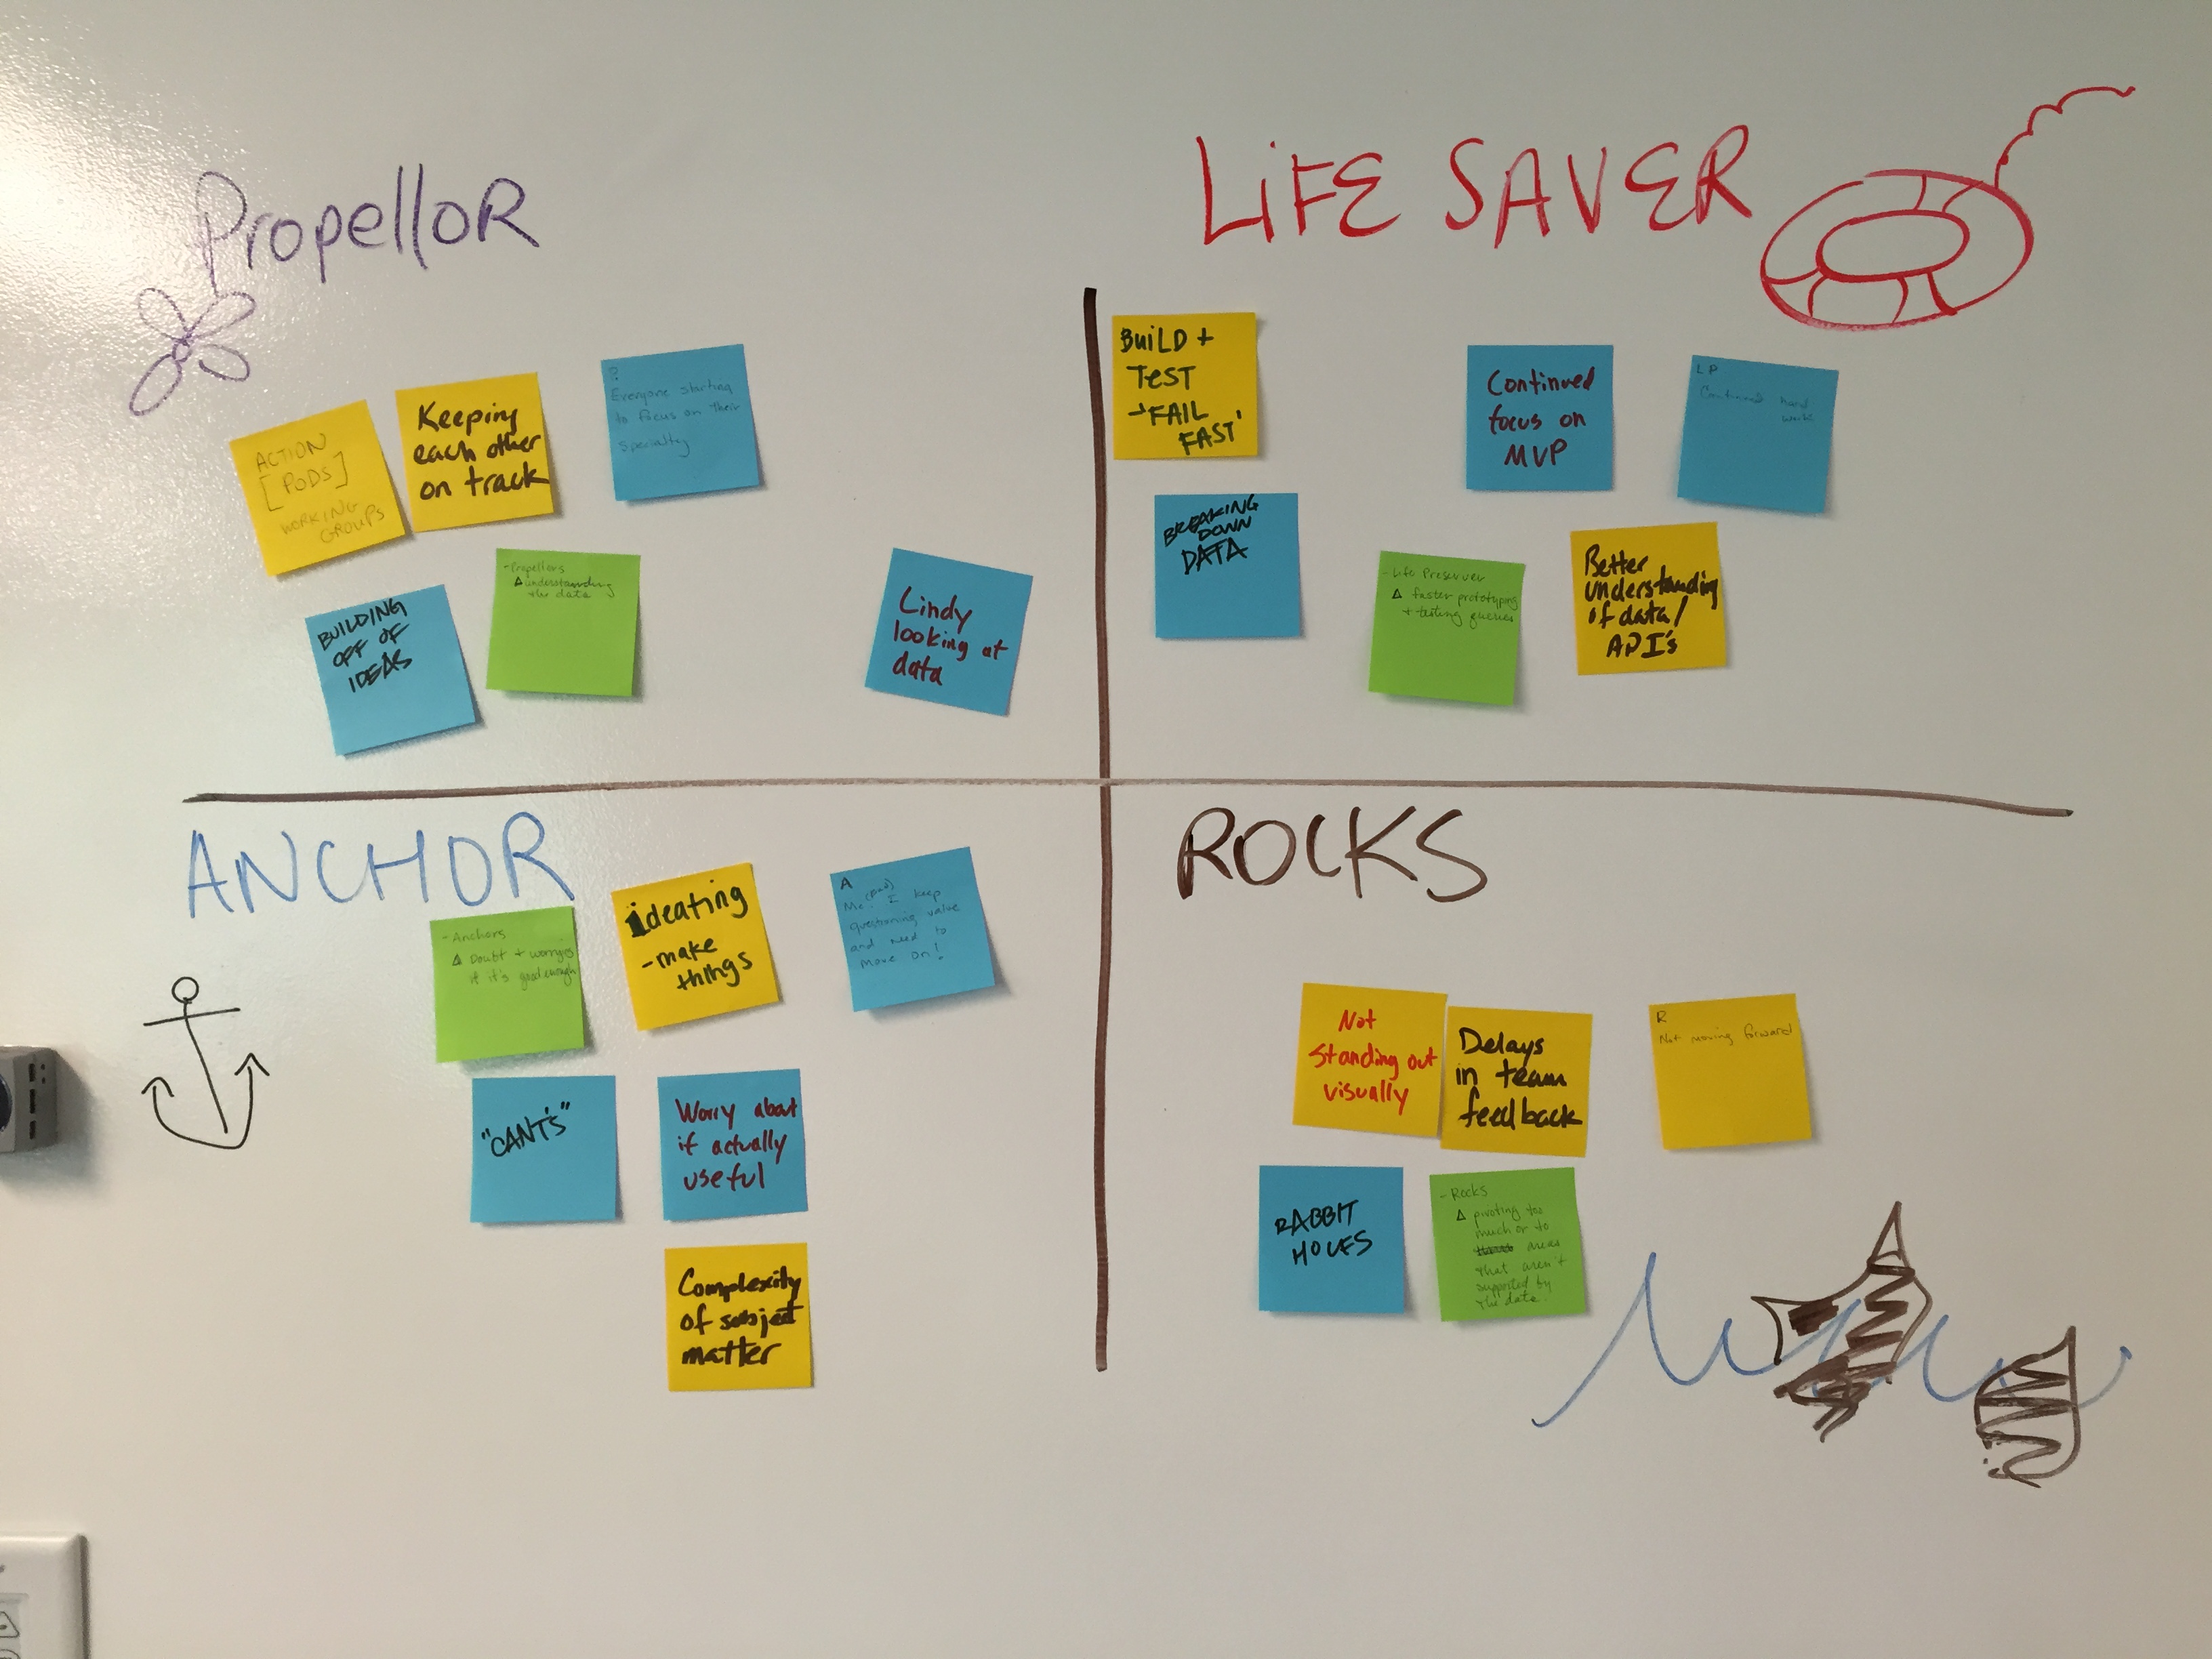 PropelloR
ACTION
[PODS]
WORKING
GROUPS
Keeping
each other
on track
P
Everyone starting
to focus on their
specialty
BUILDING
OFF OF
IDEAS
- Propellors
Δ understanding
the data
Lindy
looking at
data
LiFE SAVER
BuiLD +
TEST
-'FAIL
FAST'
Continued
focus on
MVP
LP
Continued hard
work
BREAKING
DOWN
DATA
- Life Preserver
Δ faster prototyping
+ testing queries
Better
understanding
of data/
API's
ANCHOR
- Anchors
Δ Doubt + worrying
if it's good enough
ideating
-make
things
A
Me! I keep
questioning value
and need to
move on!
"CANT'S"
Worry about
if actually
useful
Complexity
of subject
matter
ROCKS
Not
Standing out
visually
Delays
in team
feedback
R
Not moving forward
RABBIT
HOLES
- Rocks
Δ pivoting too
much or to
areas
that aren't
supported by
the data.